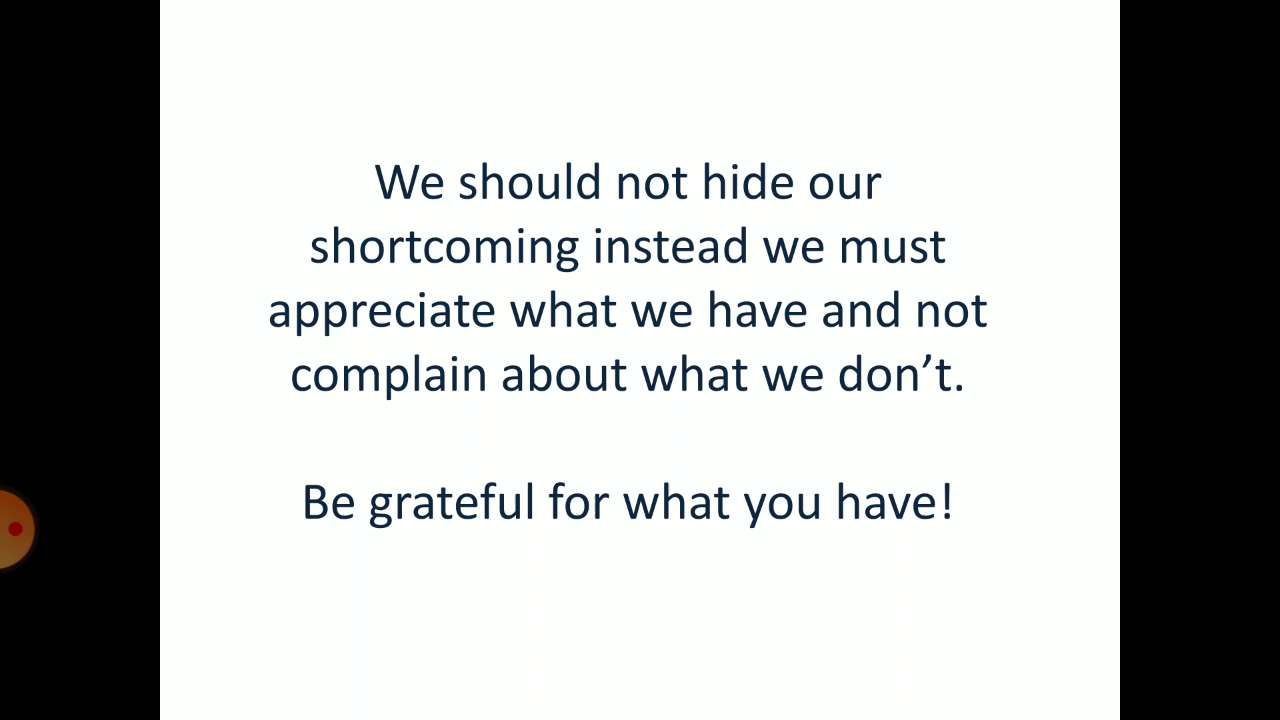 We should not hide our
shortcoming instead we must
appreciate what we have and not
complain about what we don’t.
Be grateful for what you have!